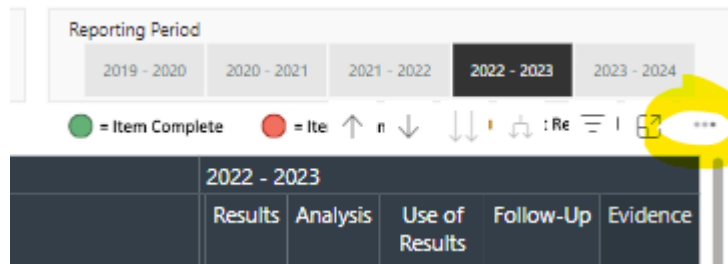 Reporting Period
2019 - 2020 2020 - 2021 2021 - 2022 2022 - 2023 2023 - 2024
= Item Complete = Ite
2022 - 2023
Results Analysis Use of Results Follow-Up Evidence